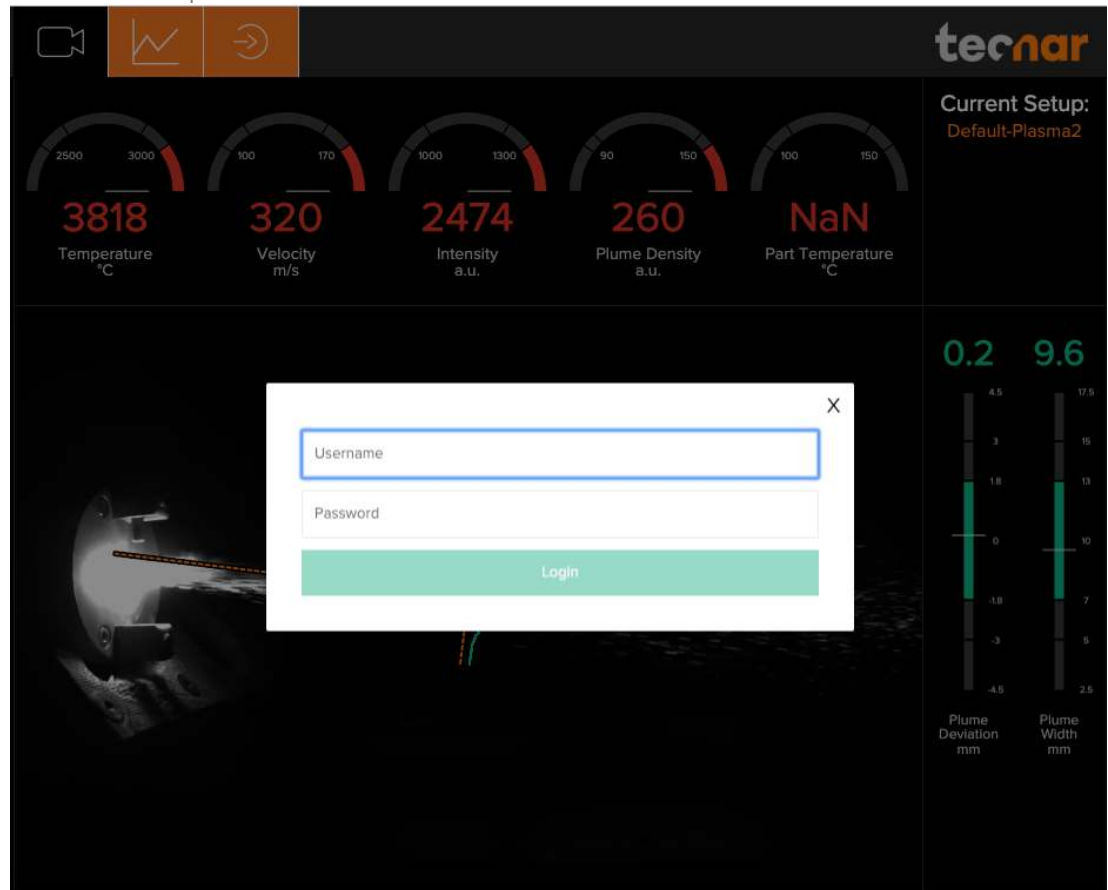 tecnar
Current Setup:
Default-Plasma2
2500 3000
3818
Temperature
°C
100 170
320
Velocity
m/s
1000 1300
2474
Intensity
a.u.
90 150
260
Plume Density
a.u.
100 150
NaN
Part Temperature
°C
X
Username
Password
Login
0.2
4.5
3
1.8
0
-1.8
-3
-4.5
Plume
Deviation
mm
9.6
17.5
15
13
10
7
5
2.5
Plume
Width
mm